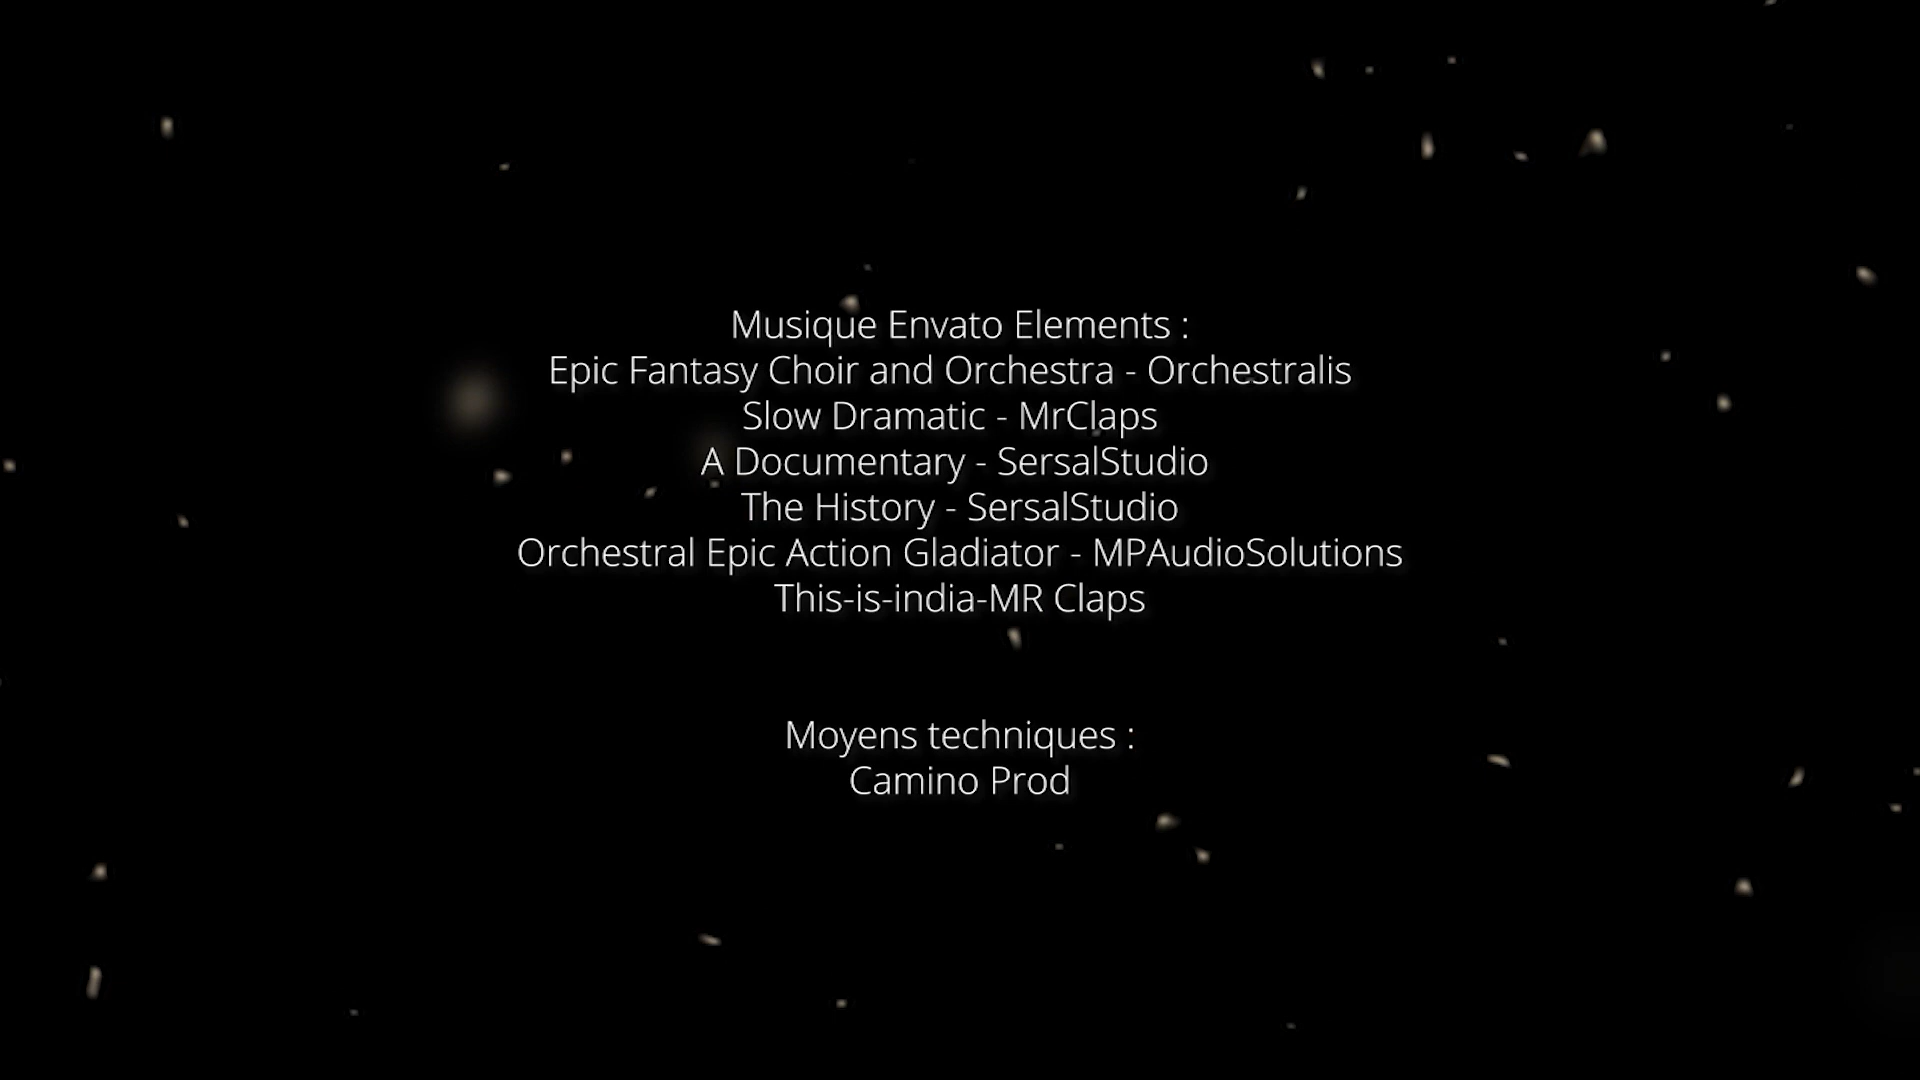 Musique Envato Elements :
Epic Fantasy Choir and Orchestra - Orchestralis
Slow Dramatic - MrClaps
A Documentary - SersalStudio
The History - SersalStudio
Orchestral Epic Action Gladiator - MPAudioSolutions
This-is-india-MR Claps
Moyens techniques :
Camino Prod